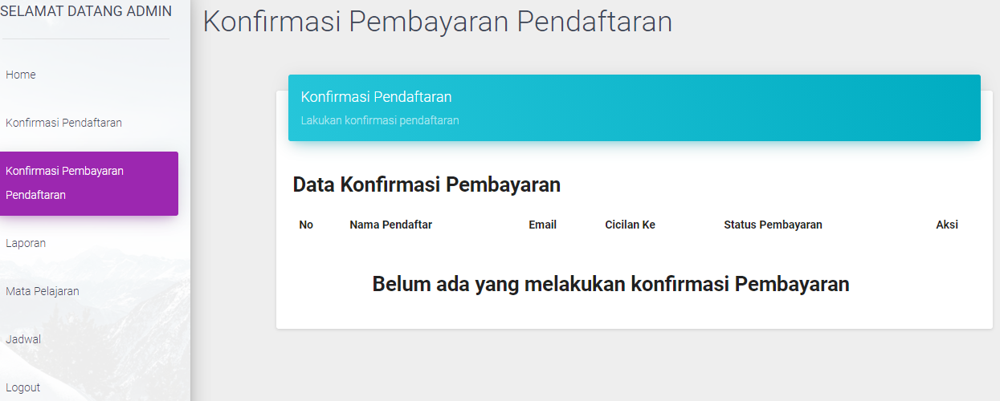 SELAMAT DATANG ADMIN
Home
Konfirmasi Pendaftaran
Konfirmasi Pembayaran
Pendaftaran
Laporan
Mata Pelajaran
Jadwal
Logout
Konfirmasi Pembayaran Pendaftaran
Konfirmasi Pendaftaran
Lakukan konfirmasi pendaftaran
Data Konfirmasi Pembayaran
No Nama Pendaftar Email Cicilan Ke Status Pembayaran Aksi
Belum ada yang melakukan konfirmasi Pembayaran